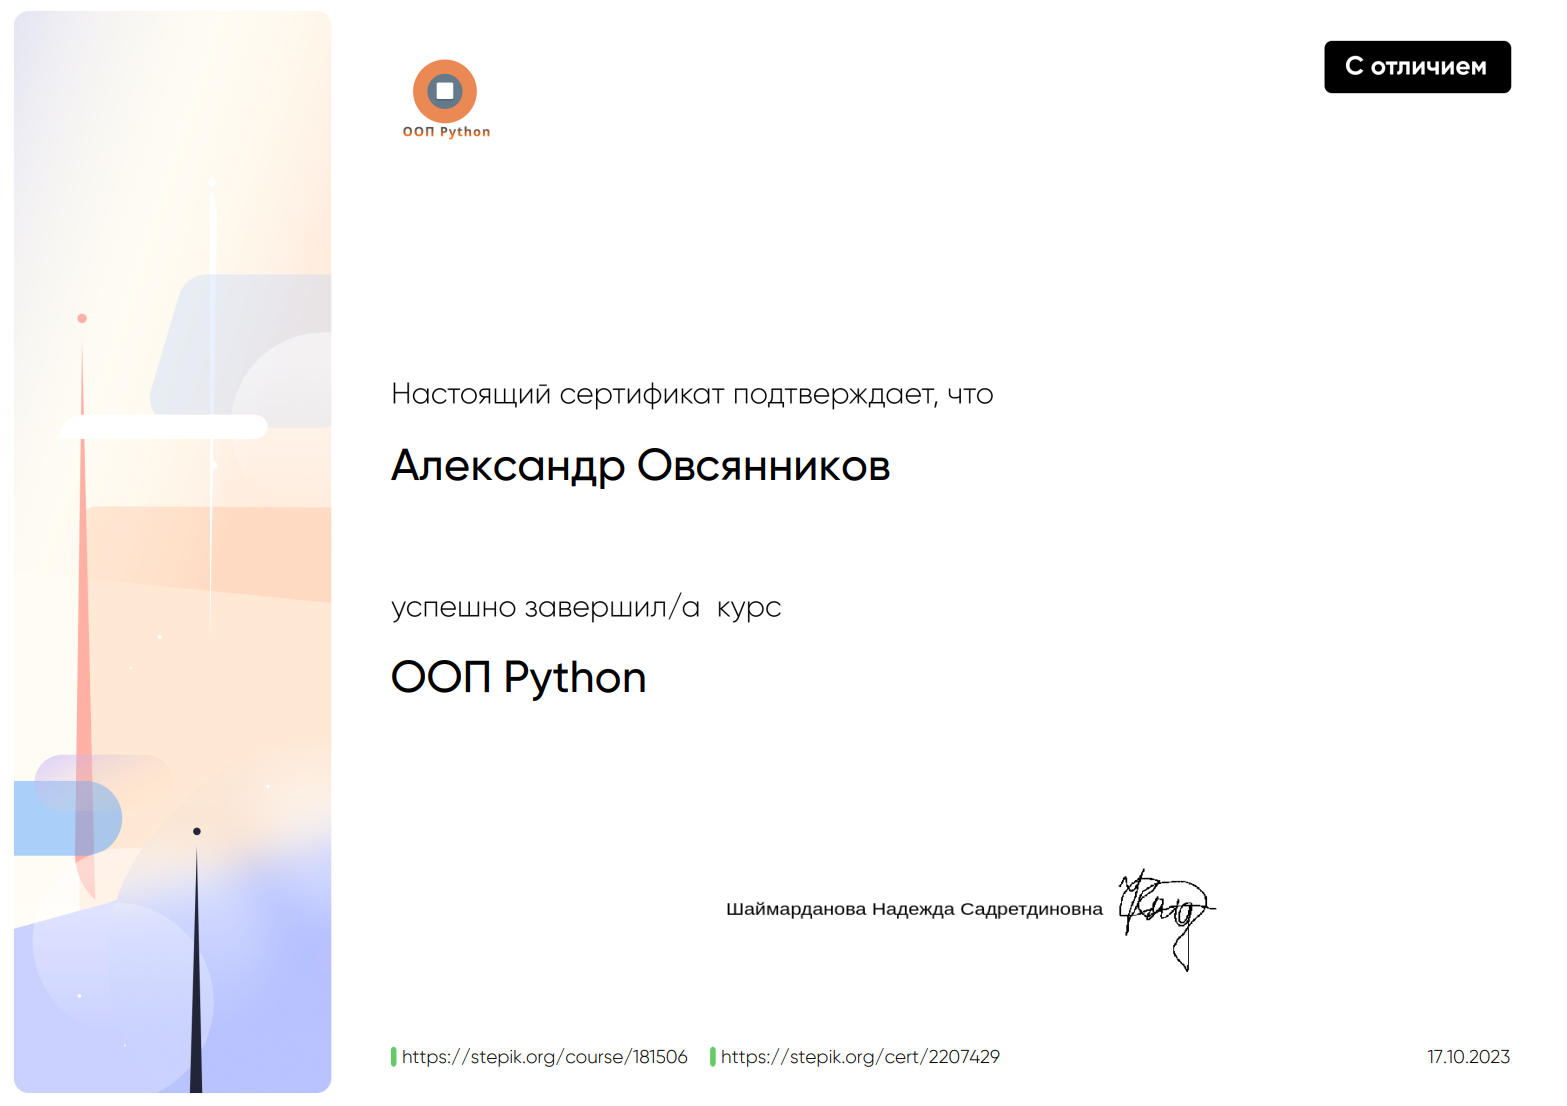 ООП Python
С отличием
Настоящий сертификат подтверждает, что
Александр Овсянников
успешно завершил/а курс
ООП Python
Шаймарданова Надежда Садретдиновна
https://stepik.org/course/181506 https://stepik.org/cert/2207429 17.10.2023